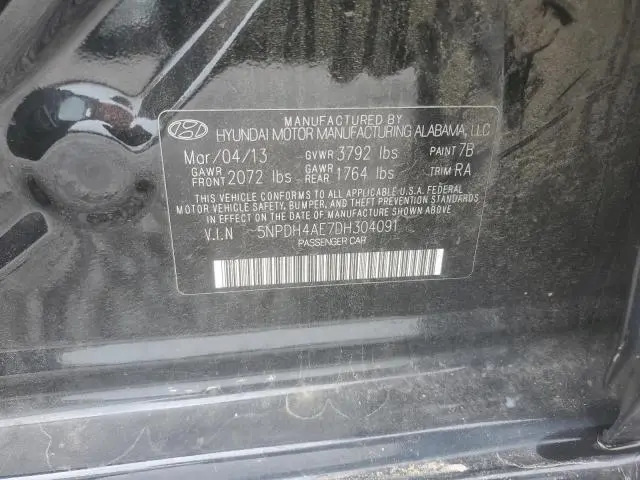 MANUFACTURED BY
HYUNDAI MOTOR MANUFACTURING ALABAMA, LLC
Mar/04/13 GVWR 3792 lbs PAINT 7B
GAWR FRONT 2072 lbs GAWR REAR 1764 lbs TRIM RA
THIS VEHICLE CONFORMS TO ALL APPLICABLE U.S.A. FEDERAL
MOTOR VEHICLE SAFETY, BUMPER, AND THEFT PREVENTION STANDARDS
IN EFFECT ON THE DATE OF MANUFACTURE SHOWN ABOVE.
V.I.N 5NPDH4AE7DH304091
PASSENGER CAR